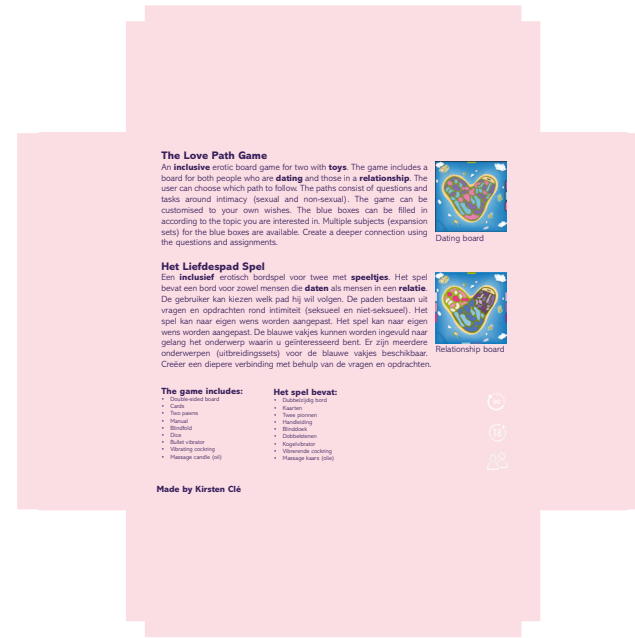 The Love Path Game
An inclusive erotic board game for two with toys. The game includes a
board for both people who are dating and those in a relationship. The
user can choose which path to follow. The paths consist of questions and
tasks around intimacy (sexual and non-sexual). The game can be
customised to your own wishes. The blue boxes can be filled in
according to the topic you are interested in. Multiple subjects (expansion
sets) for the blue boxes are available. Create a deeper connection using
the questions and assignments.
Dating board
Het Liefdespad Spel
Een inclusief erotisch bordspel voor twee met speeltjes. Het spel
bevat een bord voor zowel mensen die daten als mensen in een relatie.
De gebruiker kan kiezen welk pad hij wil volgen. De paden bestaan uit
vragen en opdrachten rond intimiteit (seksueel en niet-seksueel). Het
spel kan naar eigen wens worden aangepast. Het spel kan naar eigen
wens worden aangepast. De blauwe vakjes kunnen worden ingevuld naar
gelang het onderwerp waarin u geïnteresseerd bent. Er zijn meerdere
onderwerpen (uitbreidingssets) voor de blauwe vakjes beschikbaar.
Creëer een diepere verbinding met behulp van de vragen en opdrachten.
Relationship board
The game includes:
• Double-sided board
• Cards
• Two pawns
• Manual
• Blindfold
• Dice
• Bullet vibrator
• Vibrating cockring
• Massage candle (oil)
Het spel bevat:
• Dubbelzijdig bord
• Kaarten
• Twee pionnen
• Handleiding
• Blinddoek
• Dobbelstenen
• Kogelvibrator
• Vibrerende cockring
• Massage kaars (olie)
Made by Kirsten Clé